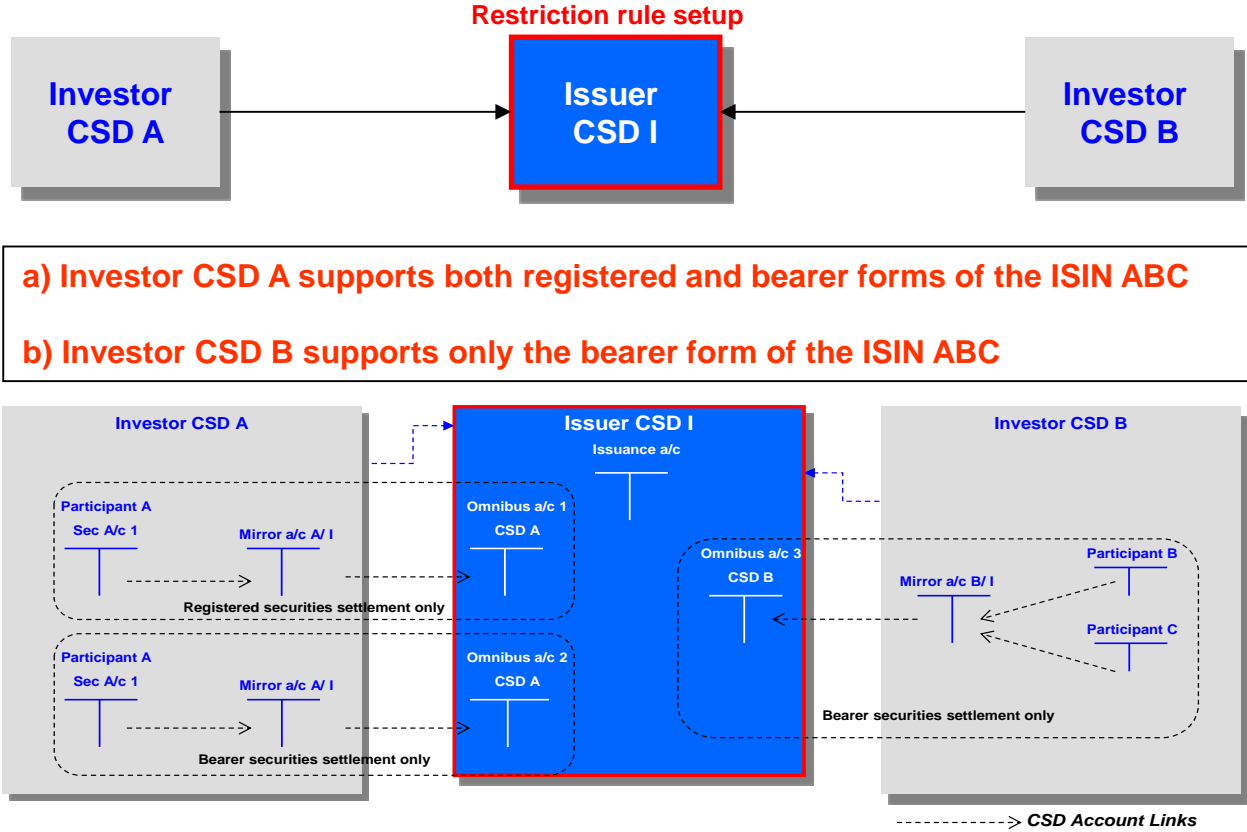 Restriction rule setup
Investor
CSD A
Issuer
CSD I
Investor
CSD B
a) Investor CSD A supports both registered and bearer forms of the ISIN ABC
b) Investor CSD B supports only the bearer form of the ISIN ABC
Investor CSD A
Participant A
Sec A/c 1
Mirror a/c A/ I
Registered securities settlement only
Participant A
Sec A/c 1
Mirror a/c A/ I
Bearer securities settlement only
Issuer CSD I
Issuance a/c
Omnibus a/c 1
CSD A
Omnibus a/c 2
CSD A
Omnibus a/c 3
CSD B
Investor CSD B
Mirror a/c B/ I
Participant B
Participant C
Bearer securities settlement only
CSD Account Links